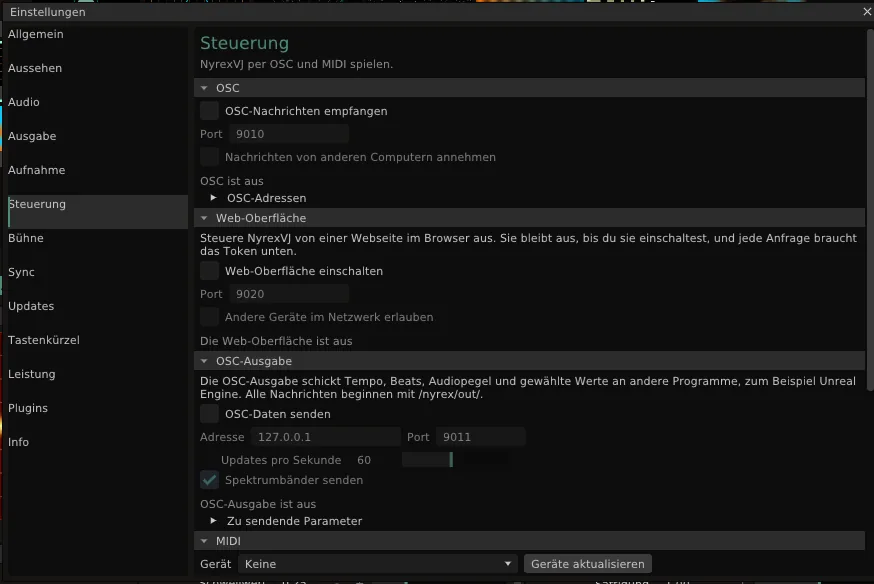 Einstellungen
Allgemein
Aussehen
Audio
Ausgabe
Aufnahme
Steuerung
Bühne
Sync
Updates
Tastenkürzel
Leistung
Plugins
Info
Steuerung
NyrexVJ per OSC und MIDI spielen.
OSC
OSC-Nachrichten empfangen
Port 9010
Nachrichten von anderen Computern annehmen
OSC ist aus
OSC-Adressen
Web-Oberfläche
Steuere NyrexVJ von einer Webseite im Browser aus. Sie bleibt aus, bis du sie einschaltest, und jede Anfrage braucht
das Token unten.
Web-Oberfläche einschalten
Port 9020
Andere Geräte im Netzwerk erlauben
Die Web-Oberfläche ist aus
OSC-Ausgabe
Die OSC-Ausgabe schickt Tempo, Beats, Audiopegel und gewählte Werte an andere Programme, zum Beispiel Unreal
Engine. Alle Nachrichten beginnen mit /nyrex/out/.
OSC-Daten senden
Adresse 127.0.0.1 Port 9011
Updates pro Sekunde 60
Spektrumbänder senden
OSC-Ausgabe ist aus
Zu sendende Parameter
MIDI
Gerät Keine Geräte aktualisieren